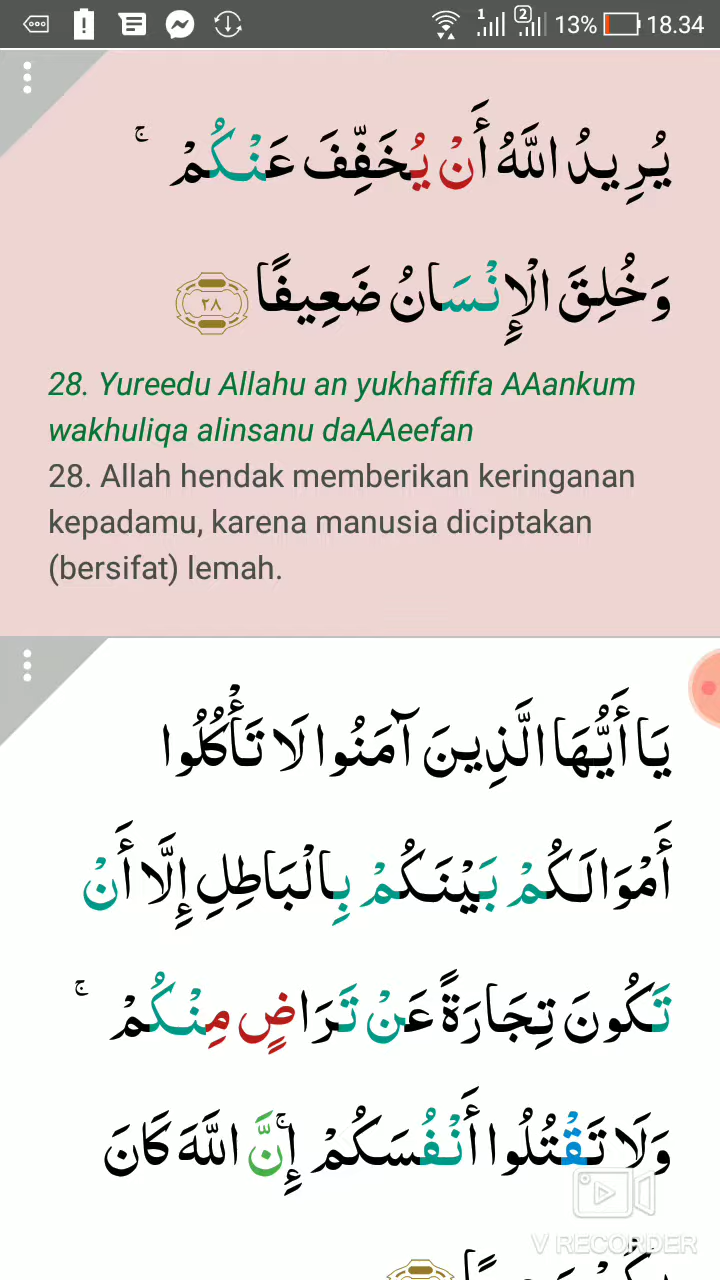 13% 18.34
يُرِيدُ اللَّهُ أَنْ يُخَفِّفَ عَنْكُمْ ۚ
وَخُلِقَ الْإِنْسَانُ ضَعِيفًا ٢٨
28. Yureedu Allahu an yukhaffifa AAankum
wakhuliqa alinsanu daAAeefan
28. Allah hendak memberikan keringanan
kepadamu, karena manusia diciptakan
(bersifat) lemah.
يَا أَيُّهَا الَّذِينَ آمَنُوا لَا تَأْكُلُوا
أَمْوَالَكُمْ بَيْنَكُمْ بِالْبَاطِلِ إِلَّا أَنْ
تَكُونَ تِجَارَةً عَنْ تَرَاضٍ مِنْكُمْ ۚ
وَلَا تَقْتُلُوا أَنْفُسَكُمْ ۚ إِنَّ اللَّهَ كَانَ
V RECORDER